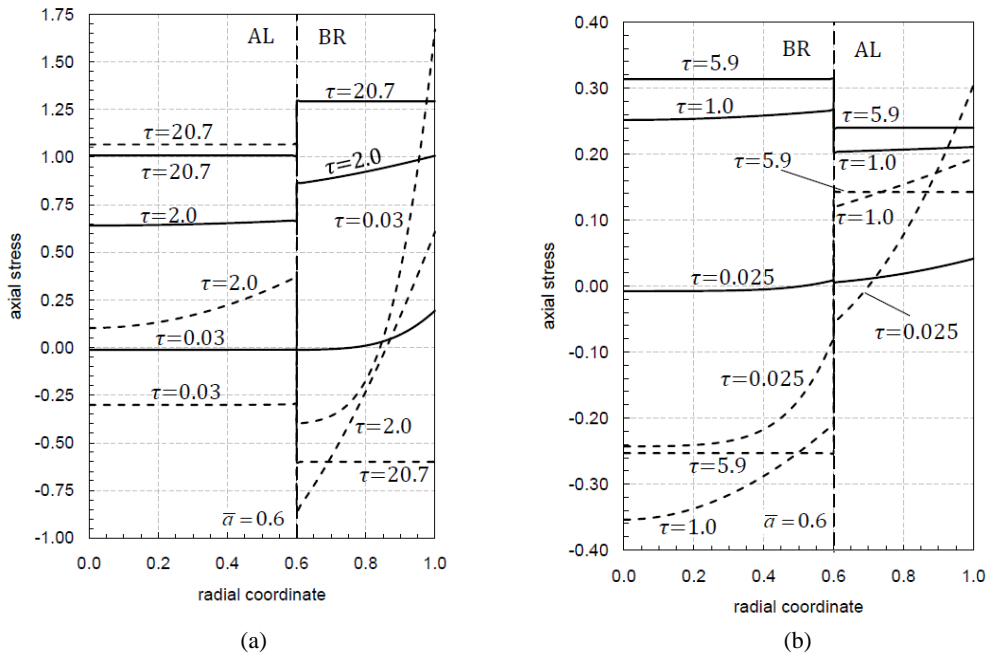 1.75
1.50
1.25
1.00
0.75
0.50
0.25
0.00
-0.25
-0.50
-0.75
-1.00
axial stress
AL BR
τ=20.7
τ=20.7
τ=20.7
τ=2.0
τ=2.0
τ=0.03
τ=2.0
τ=0.03
τ=0.03
τ=2.0
τ=20.7
a̅ = 0.6
0.0 0.2 0.4 0.6 0.8 1.0
radial coordinate
(a)
0.40
0.30
0.20
0.10
0.00
-0.10
-0.20
-0.30
-0.40
axial stress
BR AL
τ=5.9
τ=1.0
τ=5.9
τ=5.9
τ=1.0
τ=1.0
τ=0.025
τ=0.025
τ=0.025
τ=5.9
τ=1.0
a̅ = 0.6
0.0 0.2 0.4 0.6 0.8 1.0
radial coordinate
(b)